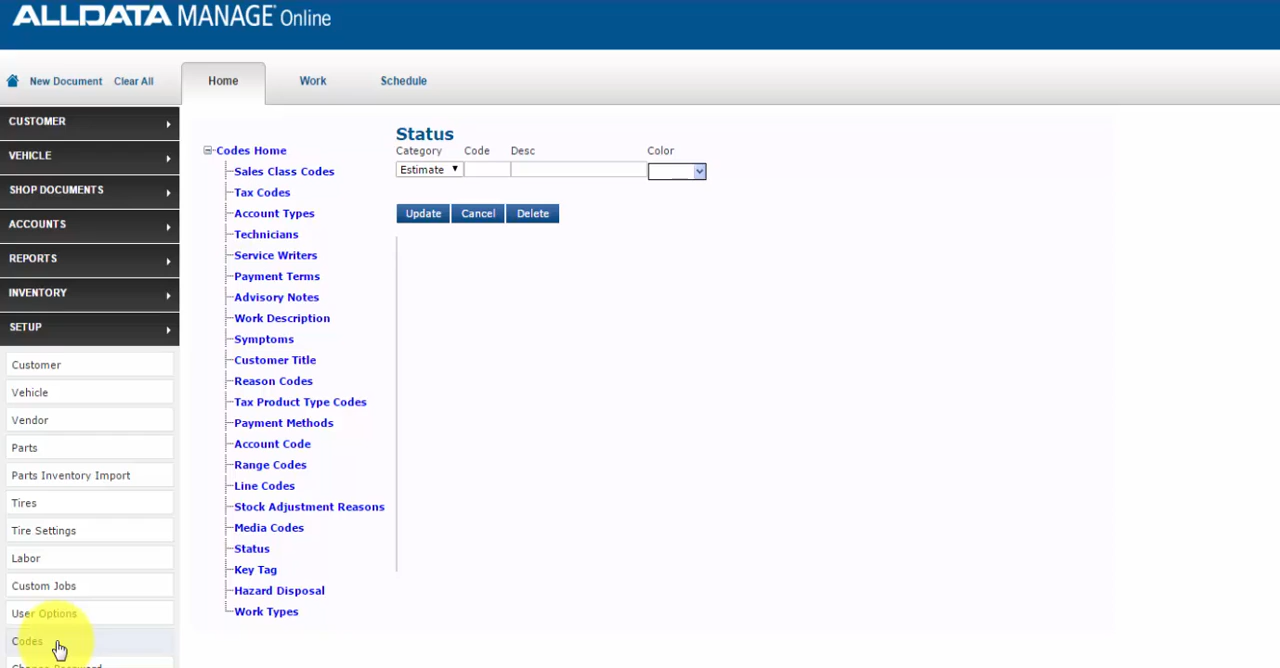 ALLDATA MANAGE Online
New Document Clear All Home Work Schedule
CUSTOMER
VEHICLE
SHOP DOCUMENTS
ACCOUNTS
REPORTS
INVENTORY
SETUP
Customer
Vehicle
Vendor
Parts
Parts Inventory Import
Tires
Tire Settings
Labor
Custom Jobs
User Options
Codes
Change Password
Codes Home
Sales Class Codes
Tax Codes
Account Types
Technicians
Service Writers
Payment Terms
Advisory Notes
Work Description
Symptoms
Customer Title
Reason Codes
Tax Product Type Codes
Payment Methods
Account Code
Range Codes
Line Codes
Stock Adjustment Reasons
Media Codes
Status
Key Tag
Hazard Disposal
Work Types
Status
Category Code Desc Color
Estimate
Update Cancel Delete